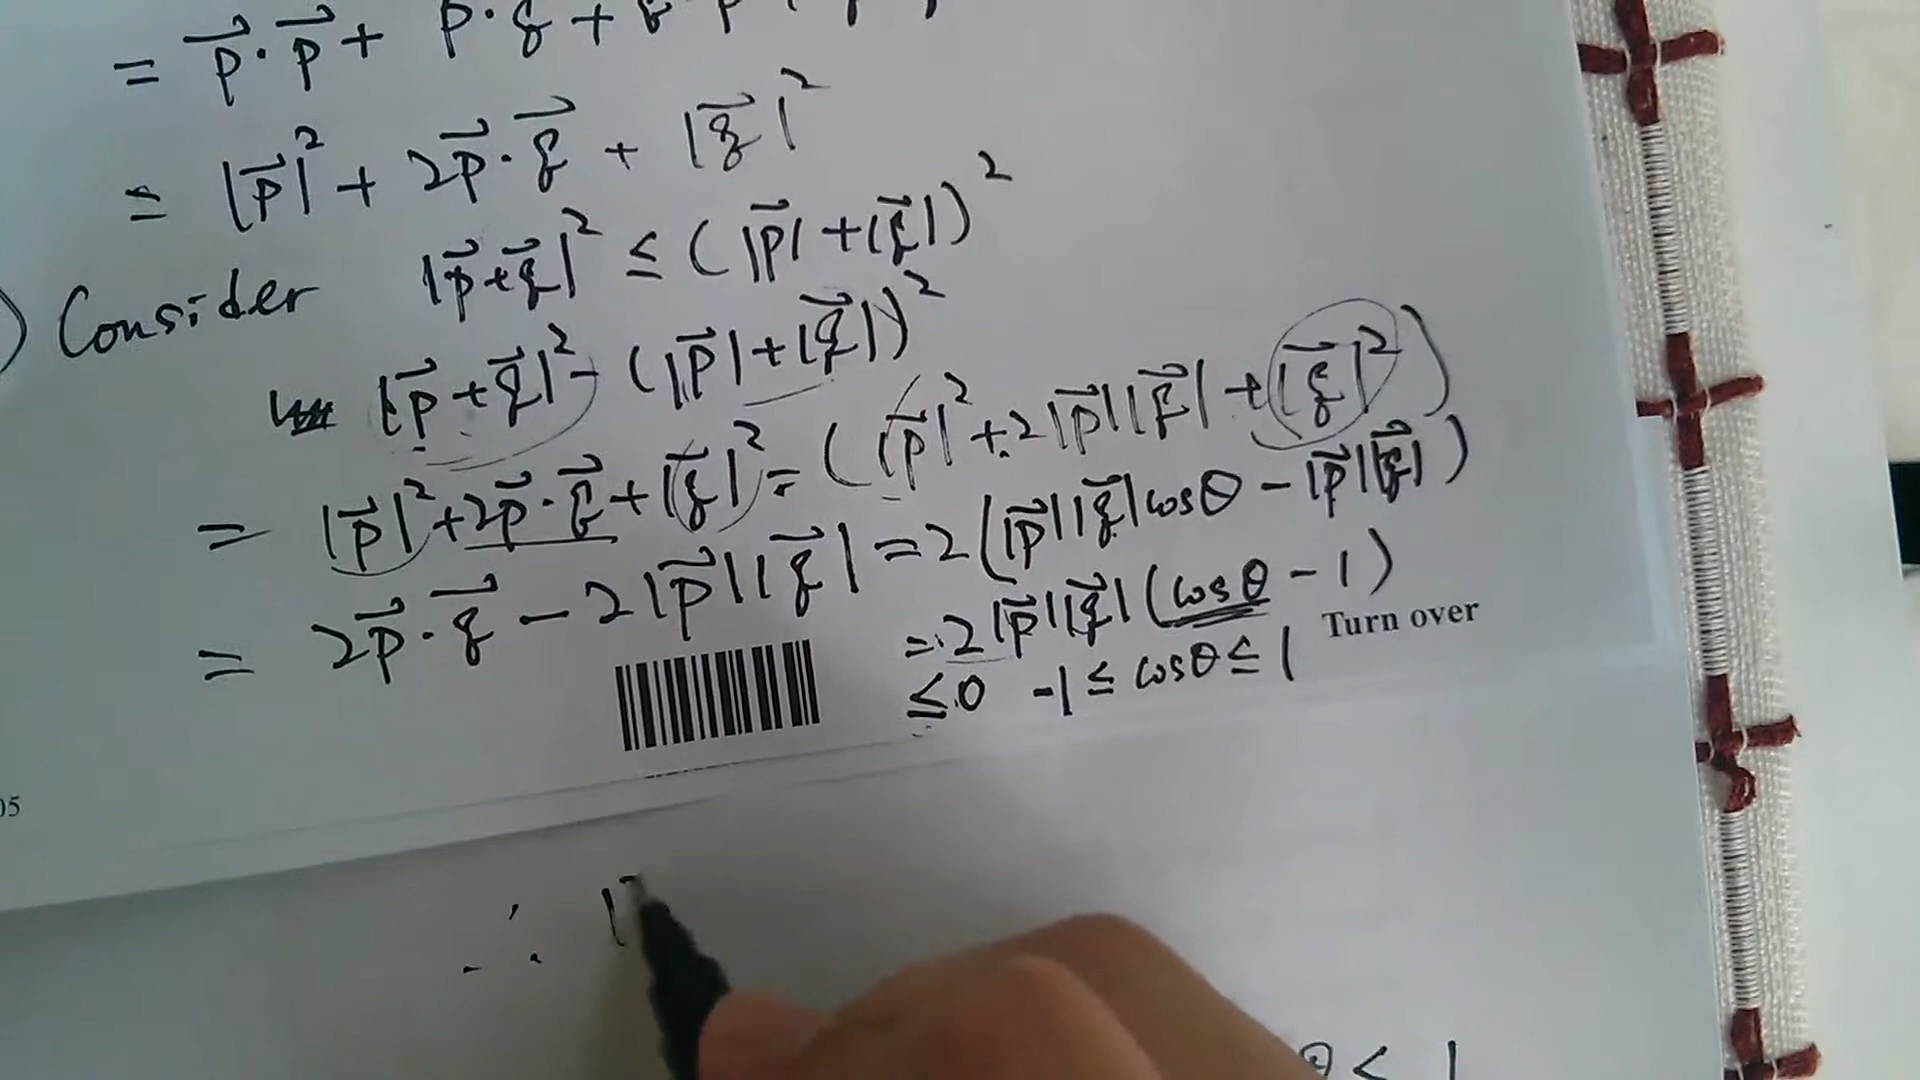 = p⃗·p⃗ + p·q + q·p
= |p⃗|² + 2p⃗·q⃗ + |q⃗|²
) Consider |p⃗+q⃗|² ≤ (|p⃗|+|q⃗|)²
|p⃗+q⃗|² - (|p⃗|+|q⃗|)²
= |p⃗|²+2p⃗·q⃗+|q⃗|² - (|p⃗|²+2|p⃗||q⃗|+|q⃗|²)
= 2p⃗·q⃗ - 2|p⃗||q⃗| = 2(|p⃗||q⃗|cosθ - |p⃗||q⃗|)
= 2|p⃗||q⃗|(cosθ - 1)
Turn over
≤ 0 -1 ≤ cosθ ≤ 1
05
∴ |
θ < 1